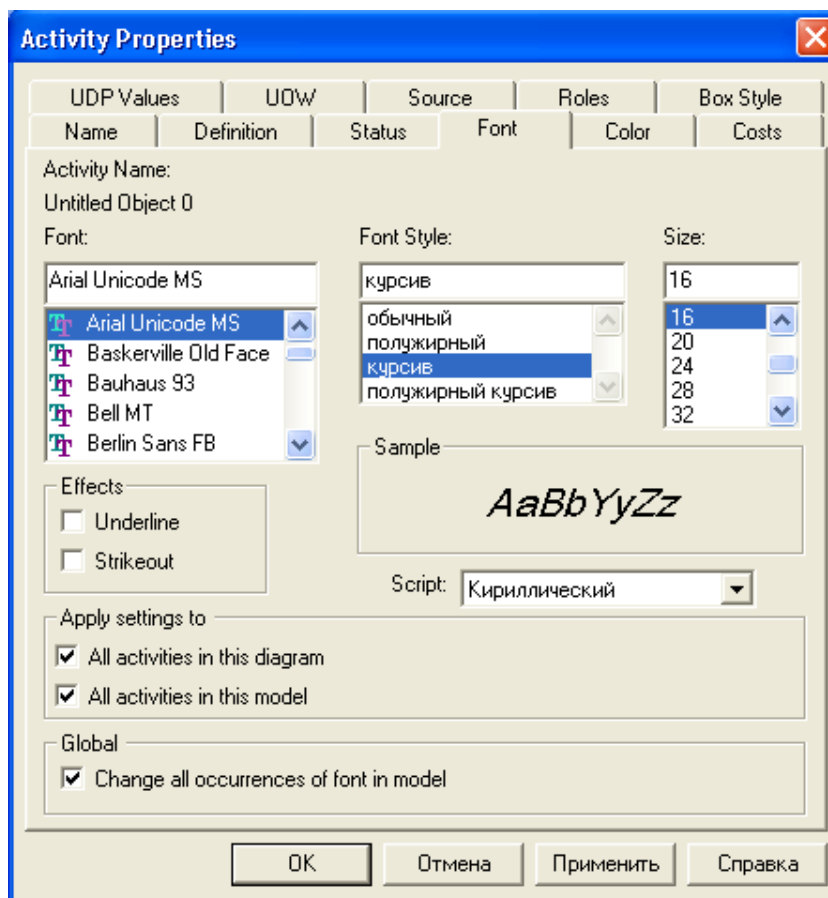 Activity Properties
UDP Values UOW Source Roles Box Style
Name Definition Status Font Color Costs
Activity Name:
Untitled Object 0
Font: Font Style: Size:
Arial Unicode MS курсив 16
Arial Unicode MS обычный 16
Baskerville Old Face полужирный 20
Bauhaus 93 курсив 24
Bell MT полужирный курсив 28
Berlin Sans FB 32
Sample
AaBbYyZz
Effects
Underline
Strikeout
Script: Кириллический
Apply settings to
All activities in this diagram
All activities in this model
Global
Change all occurrences of font in model
OK Отмена Применить Справка